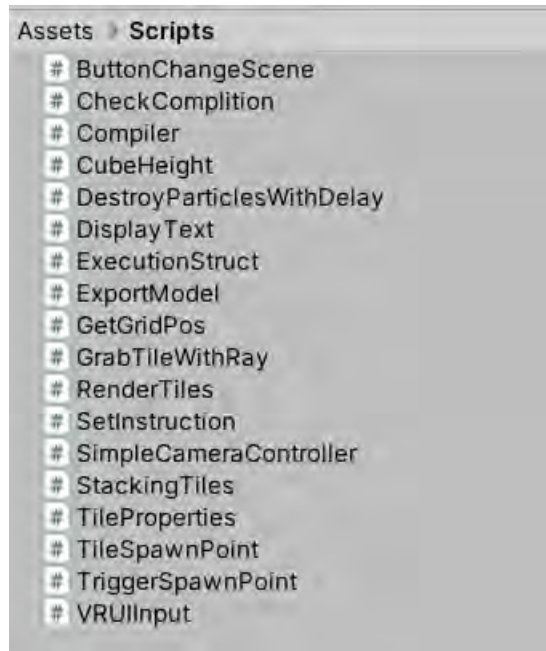 Assets Scripts
# ButtonChangeScene
# CheckComplition
# Compiler
# CubeHeight
# DestroyParticlesWithDelay
# DisplayText
# ExecutionStruct
# ExportModel
# GetGridPos
# GrabTileWithRay
# RenderTiles
# SetInstruction
# SimpleCameraController
# StackingTiles
# TileProperties
# TileSpawnPoint
# TriggerSpawnPoint
# VRUIInput